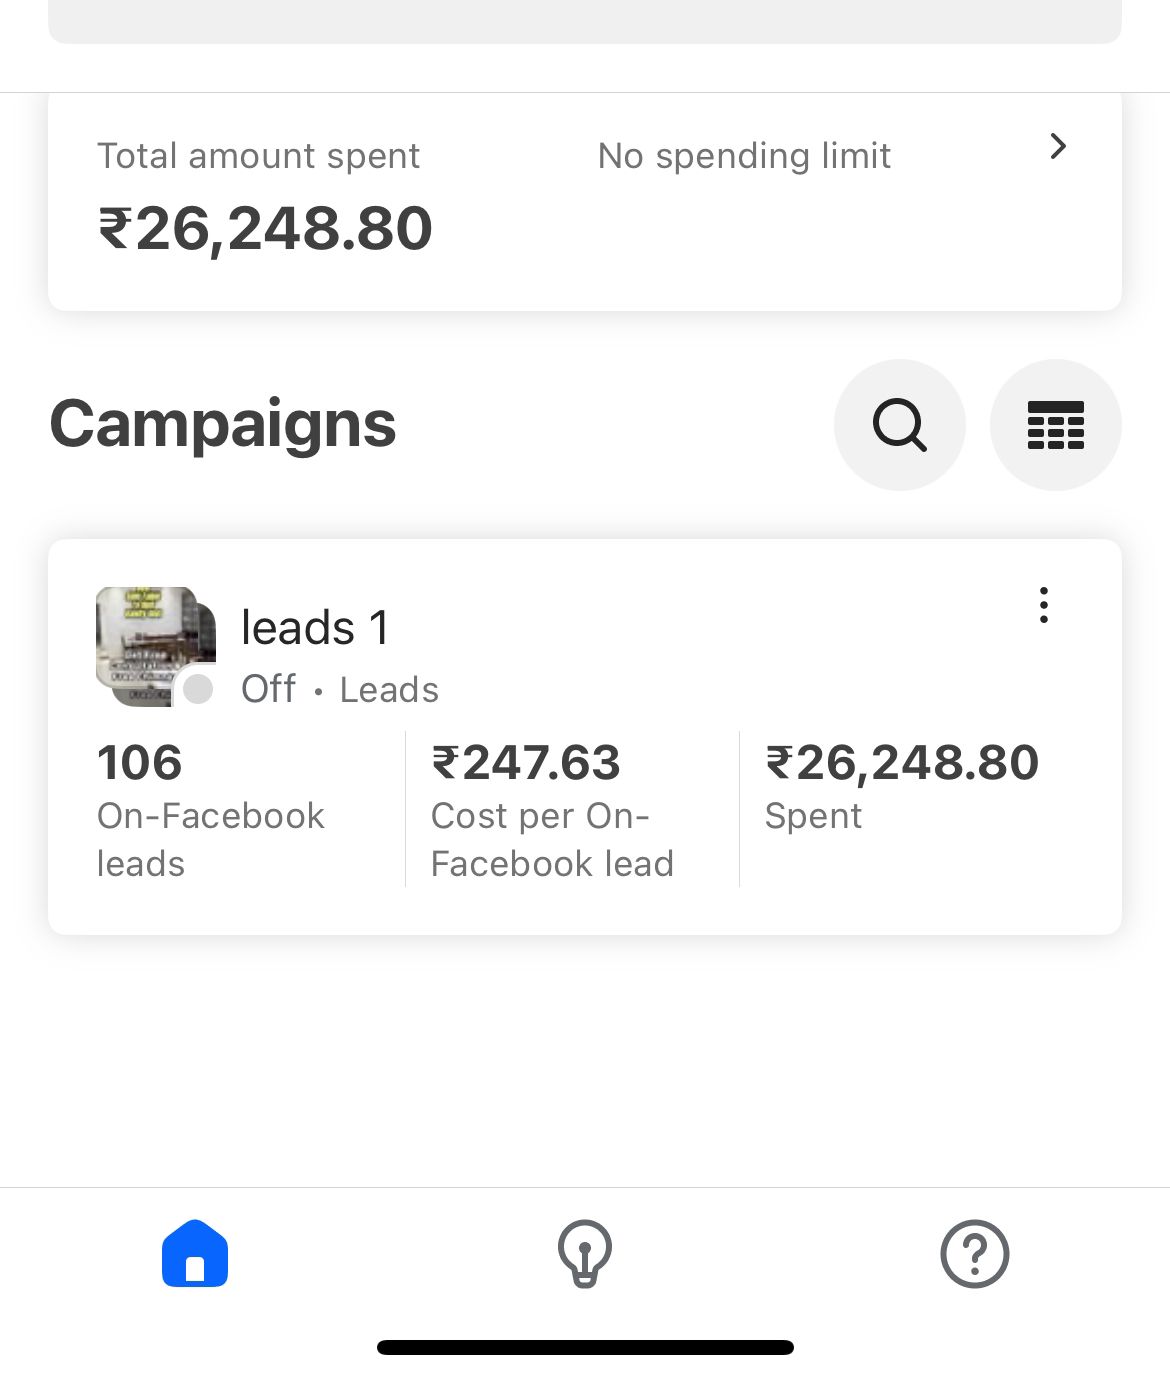 Total amount spent
No spending limit
₹26,248.80
Campaigns
leads 1
Off • Leads
106
On-Facebook
leads
₹247.63
Cost per On-
Facebook lead
₹26,248.80
Spent